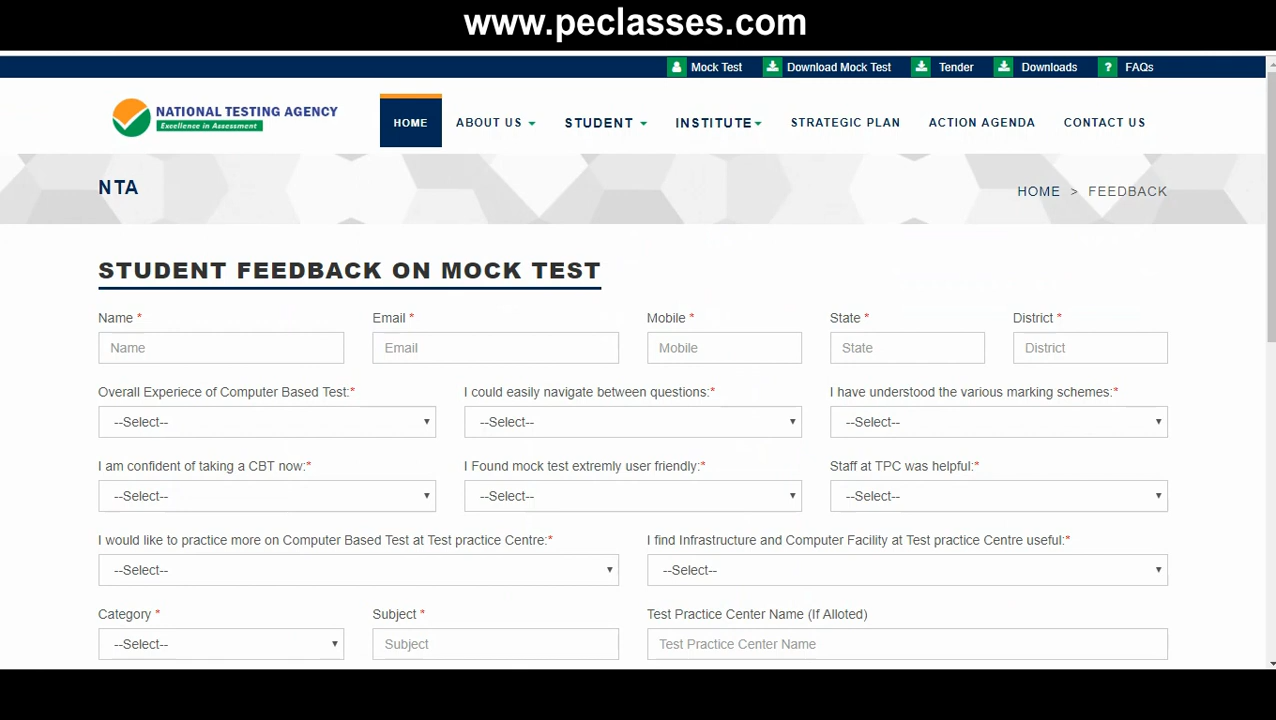 www.peclasses.com
Mock Test Download Mock Test Tender Downloads ? FAQs
NATIONAL TESTING AGENCY
Excellence in Assessment
HOME ABOUT US STUDENT INSTITUTE STRATEGIC PLAN ACTION AGENDA CONTACT US
NTA
HOME > FEEDBACK
STUDENT FEEDBACK ON MOCK TEST
Name * Email * Mobile * State * District *
Name Email Mobile State District
Overall Experiece of Computer Based Test:* I could easily navigate between questions:* I have understood the various marking schemes:*
--Select-- --Select-- --Select--
I am confident of taking a CBT now:* I Found mock test extremly user friendly:* Staff at TPC was helpful:*
--Select-- --Select-- --Select--
I would like to practice more on Computer Based Test at Test practice Centre:* I find Infrastructure and Computer Facility at Test practice Centre useful:*
--Select-- --Select--
Category * Subject * Test Practice Center Name (If Alloted)
--Select-- Subject Test Practice Center Name